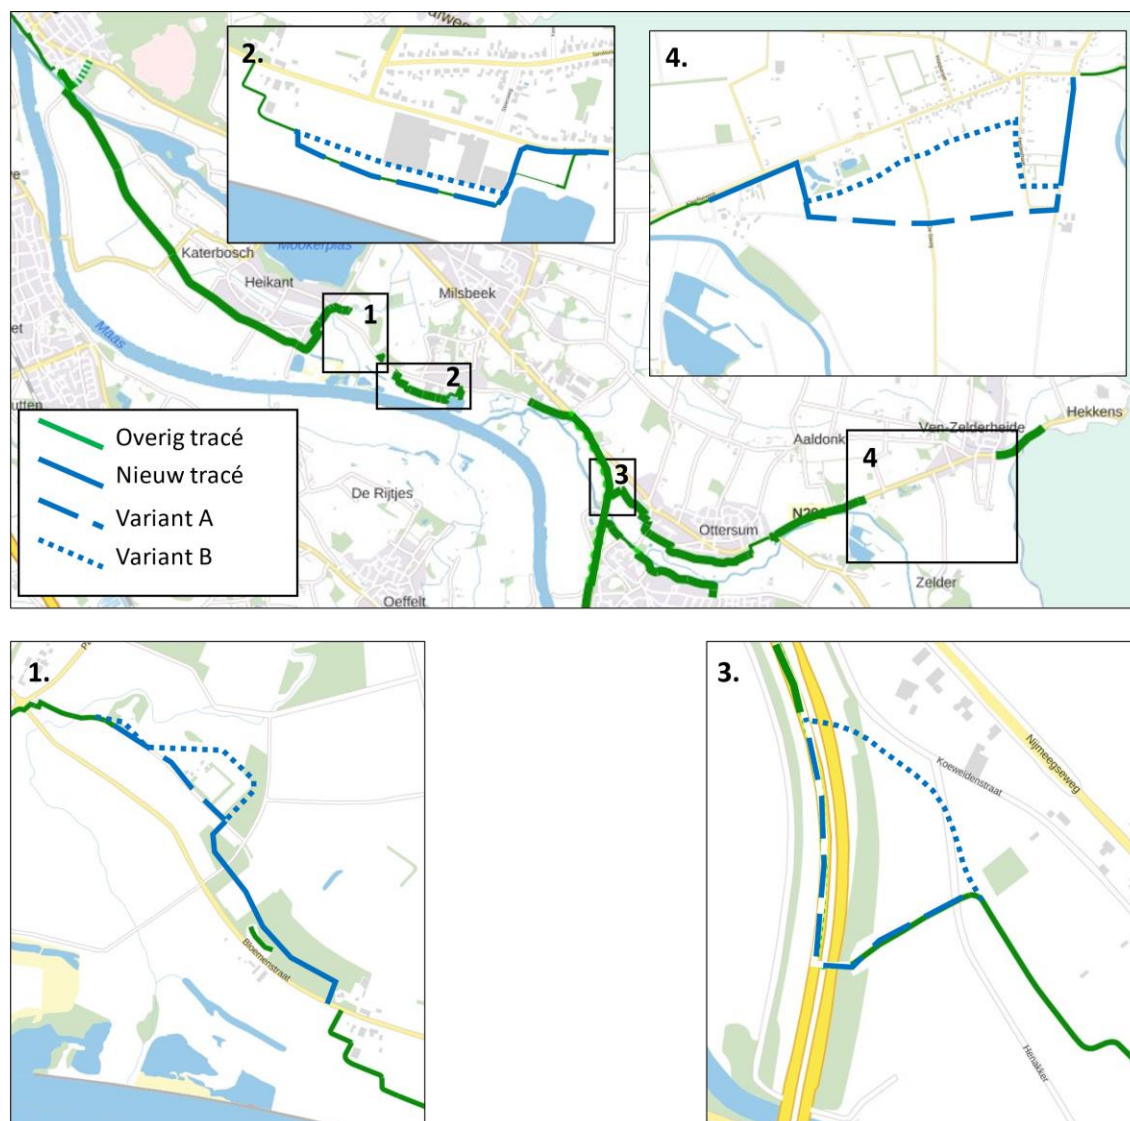 2.
4.
Katerbosch
Mookerplas
Heikant
Milsbeek
1
Maas
2
Hekkens
Ven-Zelderheide
Aaldonk
4
3
De Rijtjes
Ottersum
Zelder
Oeffelt
Overig tracé
Nieuw tracé
Variant A
Variant B
1.
Bloemenstraat
3.
Nijmeegseweg
Koeweidenstraat
Henakker